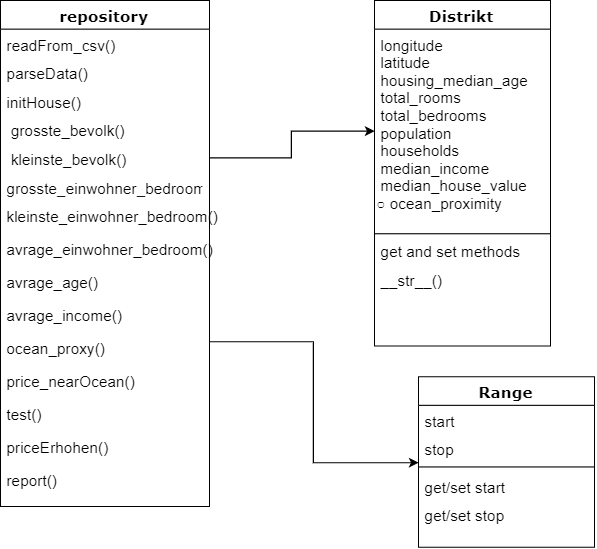 repository
readFrom_csv()
parseData()
initHouse()
grosste_bevolk()
kleinste_bevolk()
grosste_einwohner_bedroom
kleinste_einwohner_bedroom()
avrage_einwohner_bedroom()
avrage_age()
avrage_income()
ocean_proxy()
price_nearOcean()
test()
priceErhohen()
report()
Distrikt
longitude
latitude
housing_median_age
total_rooms
total_bedrooms
population
households
median_income
median_house_value
○ ocean_proximity
get and set methods
__str__()
Range
start
stop
get/set start
get/set stop